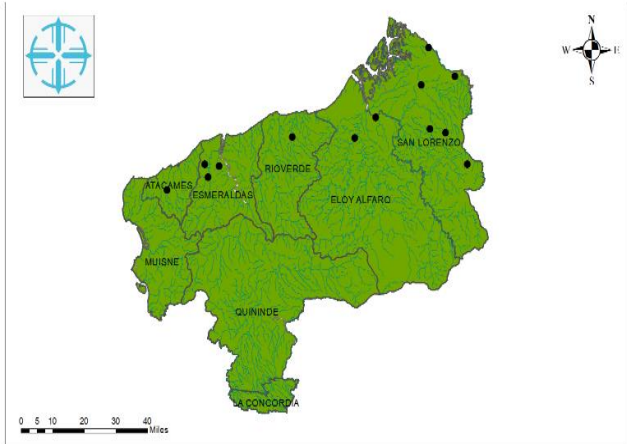 N
W E
S
SAN LORENZO
RIOVERDE
ATACAMES
ESMERALDAS
ELOY ALFARO
MUISNE
QUININDE
LA CONCORDIA
0 5 10 20 30 40
Miles